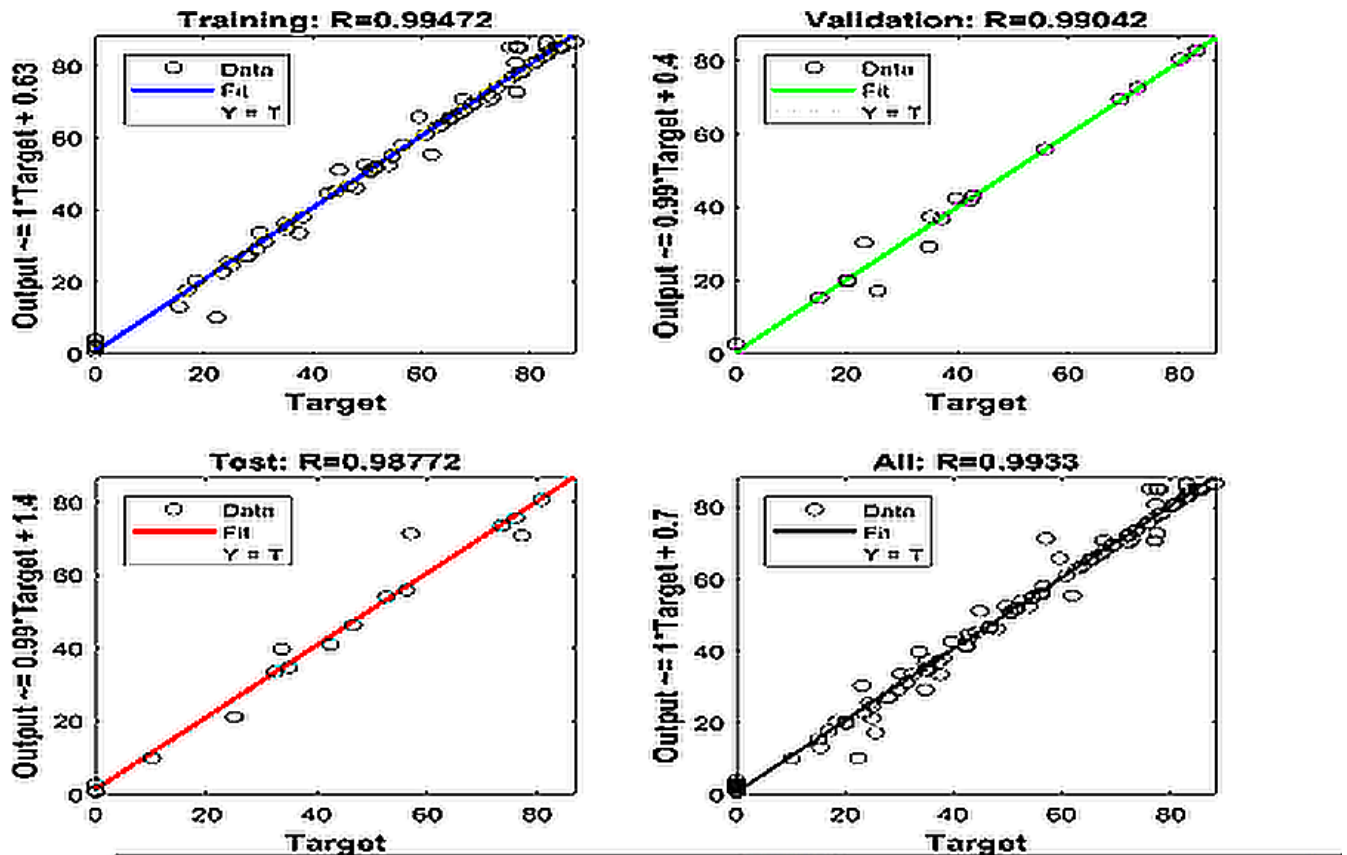 Training: R=0.99472
Output ~= 1*Target + 0.63
80
60
40
20
0
Data
Fit
Y = T
0 20 40 60 80
Target
Validation: R=0.99042
Output ~= 0.99*Target + 0.4
80
60
40
20
0
Data
Fit
Y = T
0 20 40 60 80
Target
Test: R=0.98772
Output ~= 0.99*Target + 1.4
80
60
40
20
0
Data
Fit
Y = T
0 20 40 60 80
Target
All: R=0.9933
Output ~= 1*Target + 0.7
80
60
40
20
0
Data
Fit
Y = T
0 20 40 60 80
Target